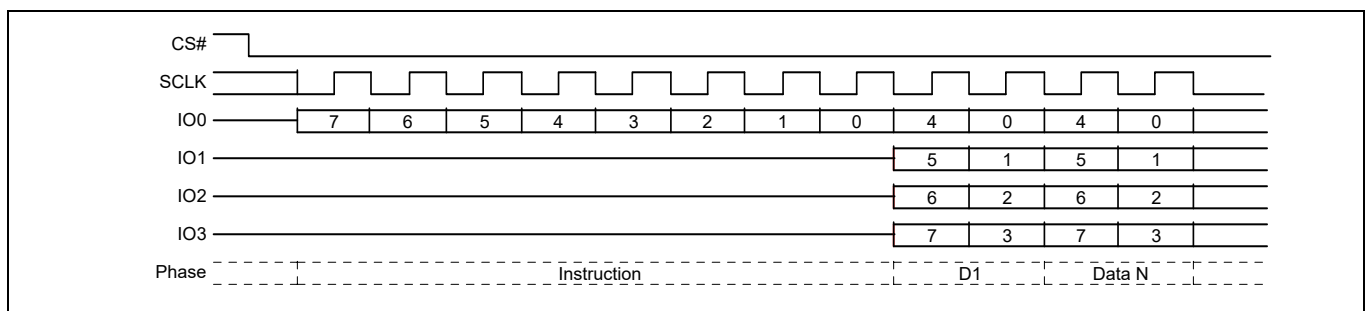 CS#
SCLK
IO0 7 6 5 4 3 2 1 0 4 0 4 0
IO1 5 1 5 1
IO2 6 2 6 2
IO3 7 3 7 3
Phase Instruction D1 Data N